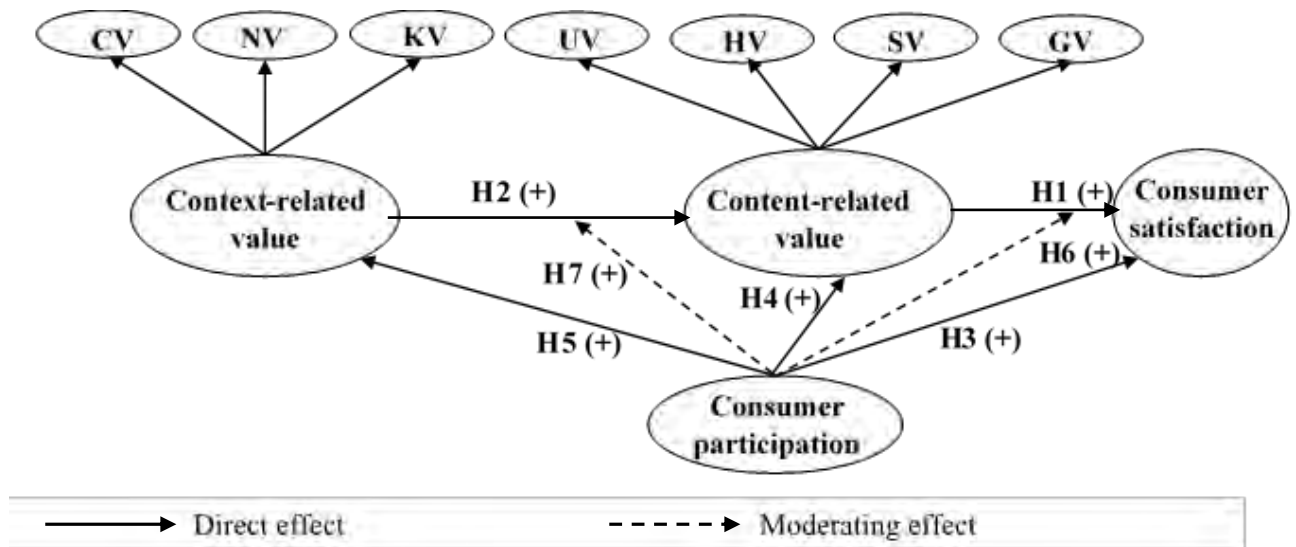 CV NV KV UV HV SV GV
Context-related
value
H2 (+)
Content-related
value
H1 (+)
Consumer
satisfaction
H7 (+)
H4 (+)
H6 (+)
H5 (+)
H3 (+)
Consumer
participation
Direct effect
Moderating effect